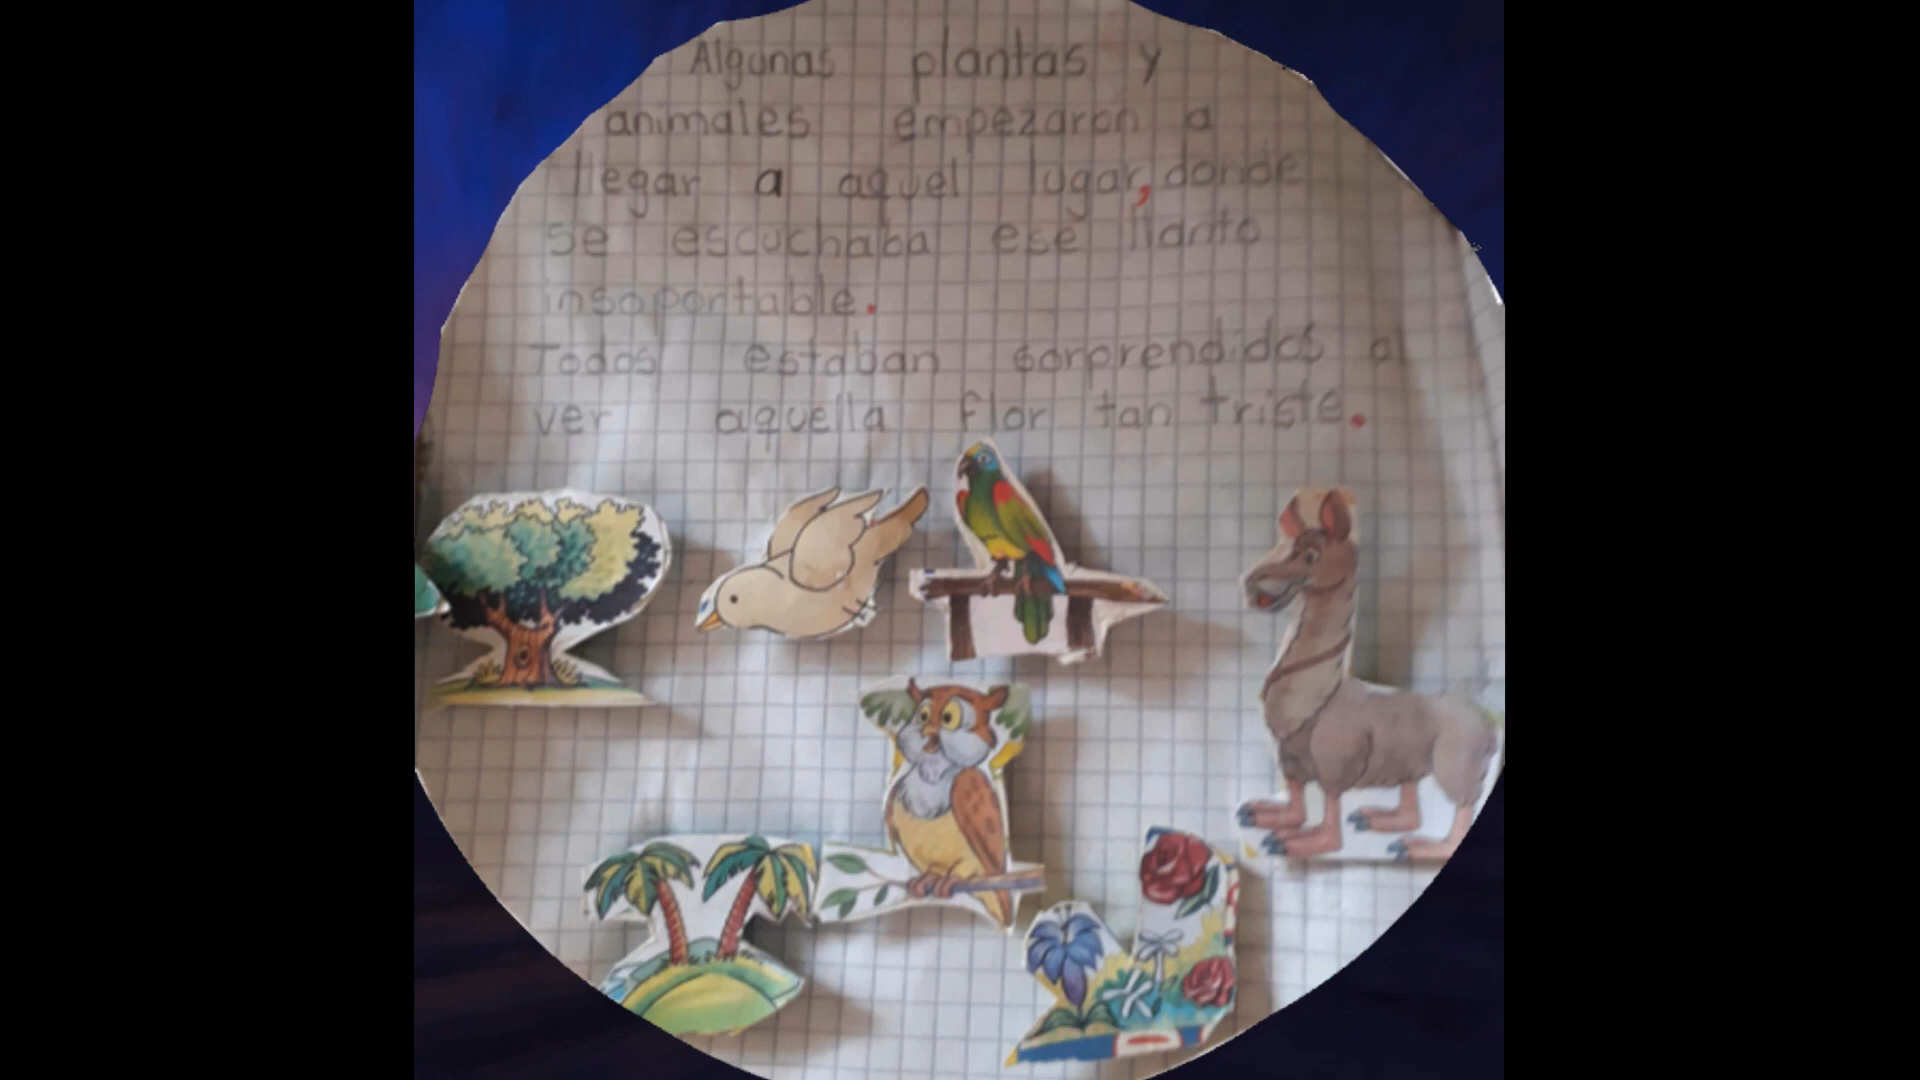 Algunas plantas y
animales empezaron a
llegar a aquel lugar, donde
se escuchaba ese llanto
insoportable.
Todos estaban sorprendidos al
ver aquella flor tan triste.